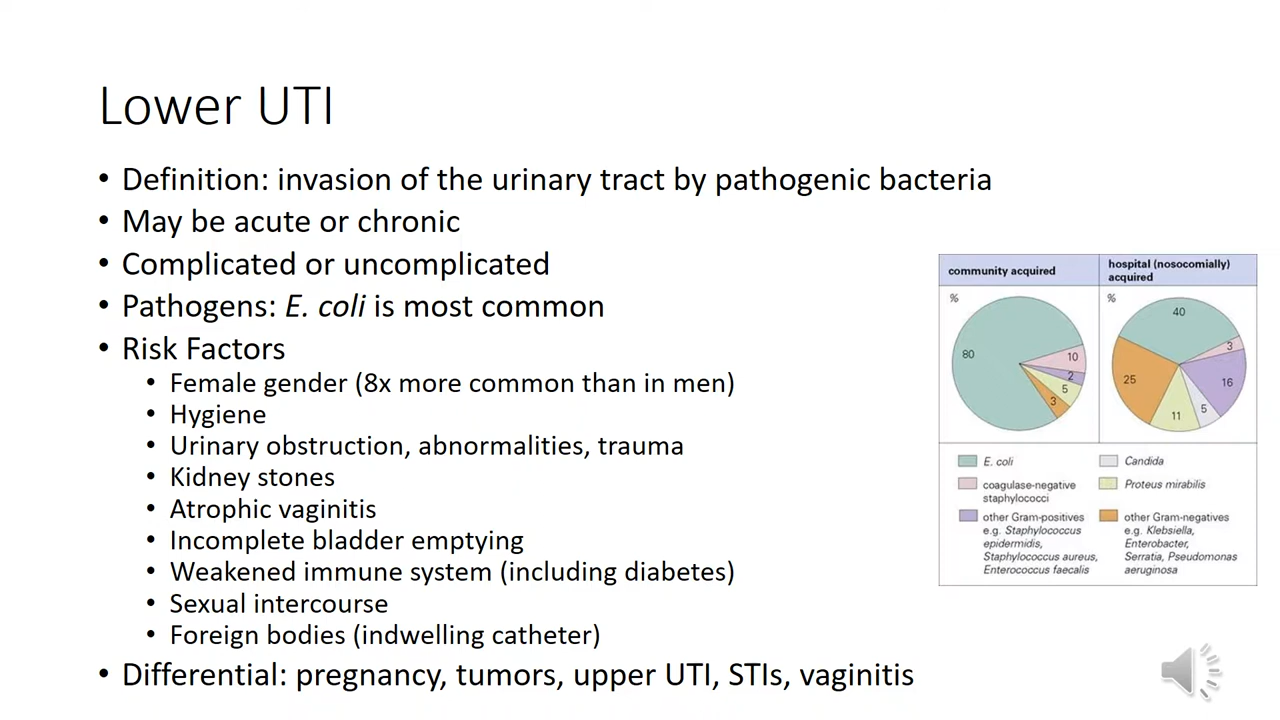 Lower UTI
• Definition: invasion of the urinary tract by pathogenic bacteria
• May be acute or chronic
• Complicated or uncomplicated
• Pathogens: E. coli is most common
• Risk Factors
• Female gender (8x more common than in men)
• Hygiene
• Urinary obstruction, abnormalities, trauma
• Kidney stones
• Atrophic vaginitis
• Incomplete bladder emptying
• Weakened immune system (including diabetes)
• Sexual intercourse
• Foreign bodies (indwelling catheter)
• Differential: pregnancy, tumors, upper UTI, STIs, vaginitis
community acquired
%
80
10
2
5
3
hospital (nosocomially)
acquired
%
40
3
16
5
11
25
E. coli
coagulase-negative
staphylococci
other Gram-positives
e.g. Staphylococcus
epidermidis,
Staphylococcus aureus,
Enterococcus faecalis
Candida
Proteus mirabilis
other Gram-negatives
e.g. Klebsiella,
Enterobacter,
Serratia, Pseudomonas
aeruginosa